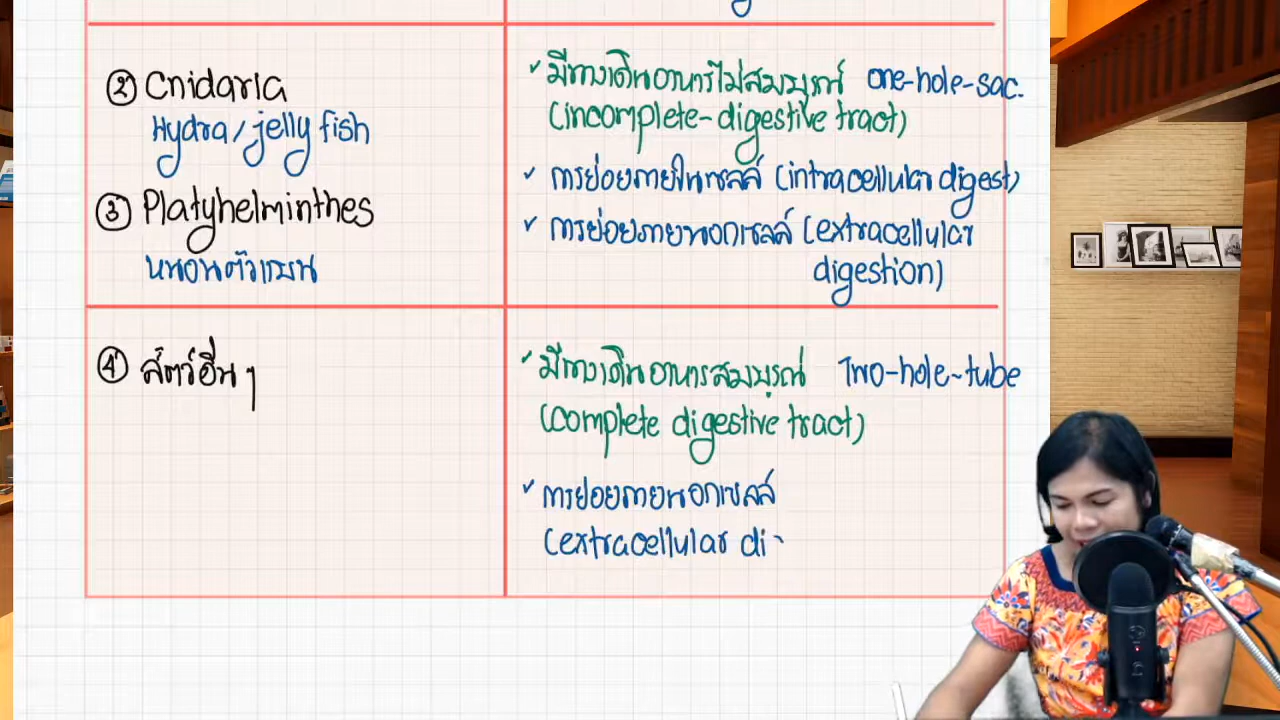 ② Cnidaria
Hydra/jelly fish
③ Platyhelminthes
หนอนตัวแบน
✓ มีทางเดินอาหารไม่สมบูรณ์ one-hole-sac.
(incomplete-digestive tract)
✓ การย่อยภายในเซลล์ (intracellular digest)
✓ การย่อยภายนอกเซลล์ (extracellular
digestion)
④ สัตว์อื่น ๆ
✓ มีทางเดินอาหารสมบูรณ์ Two-hole-tube
(complete digestive tract)
✓ การย่อยภายนอกเซลล์
(extracellular di